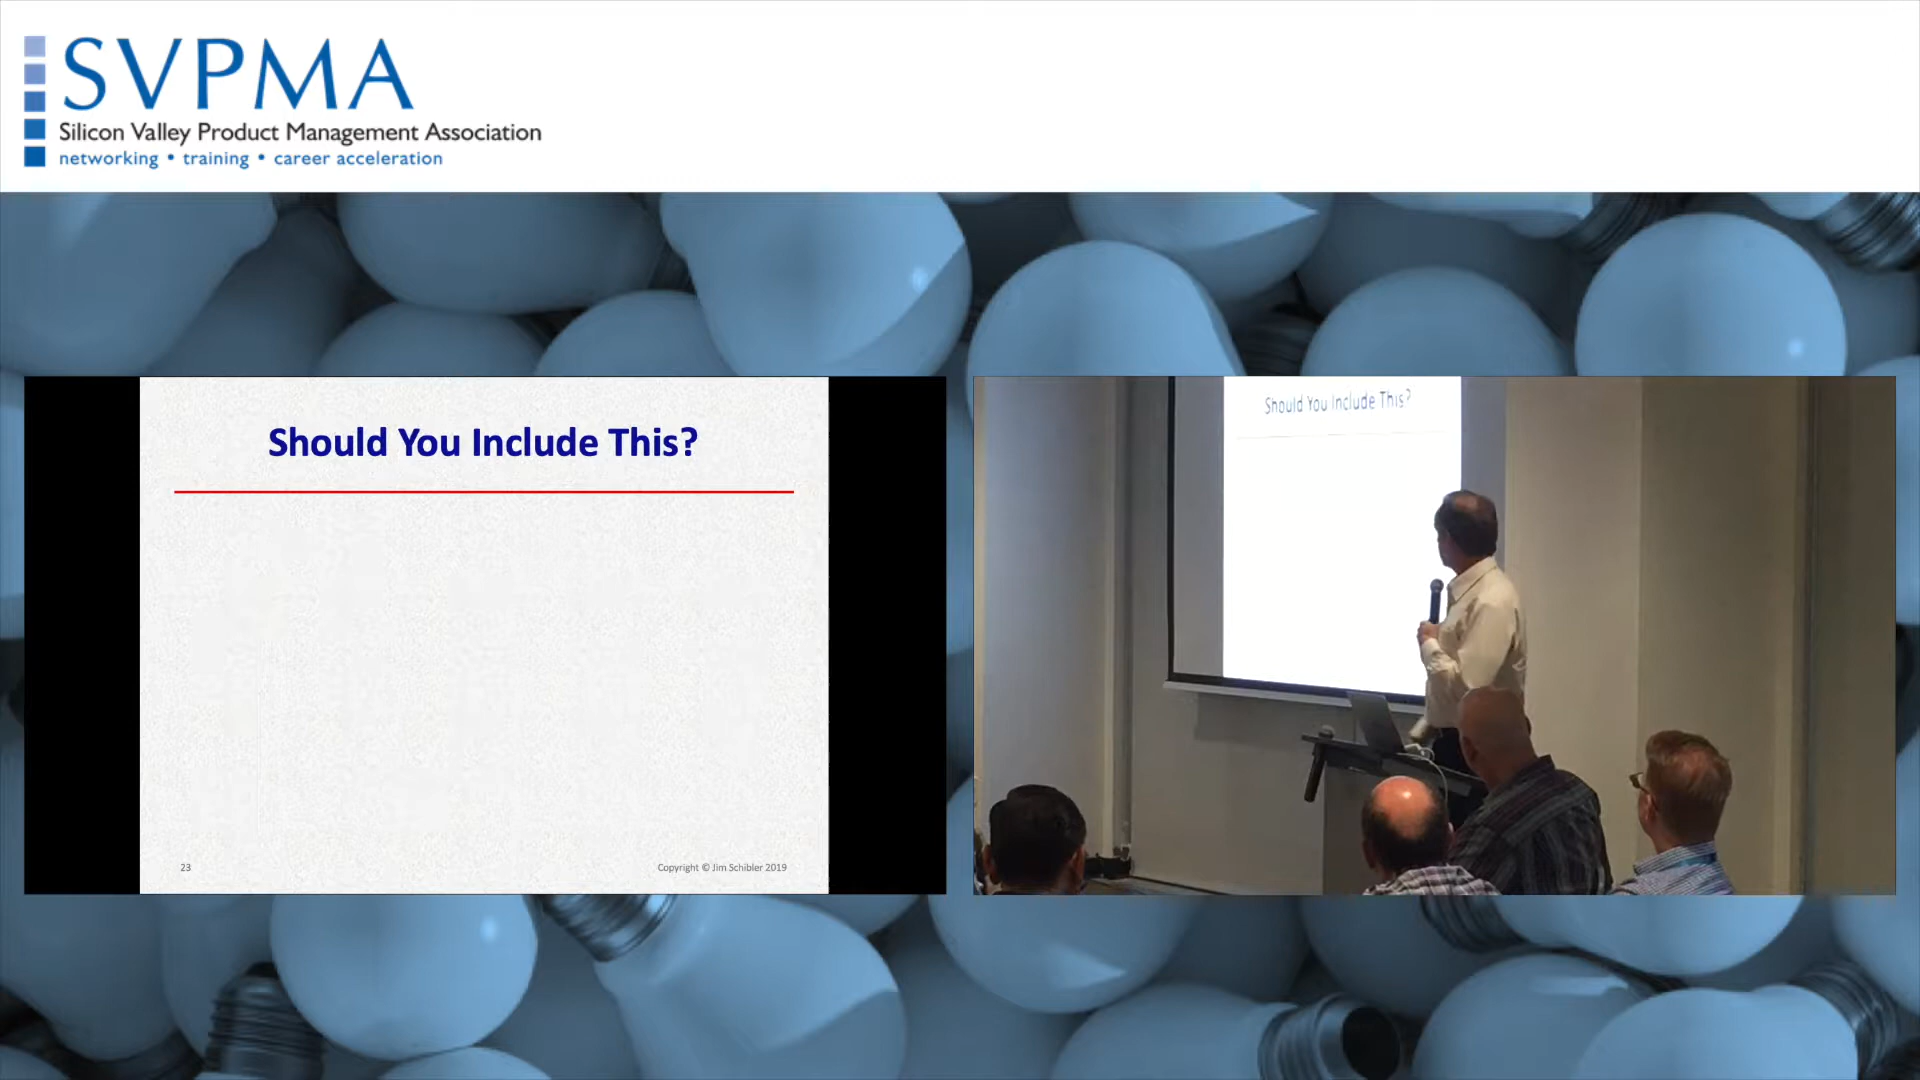 SVPMA
Silicon Valley Product Management Association
networking • training • career acceleration
Should You Include This?
23
Copyright © Jim Schibler 2019
Should You Include This?